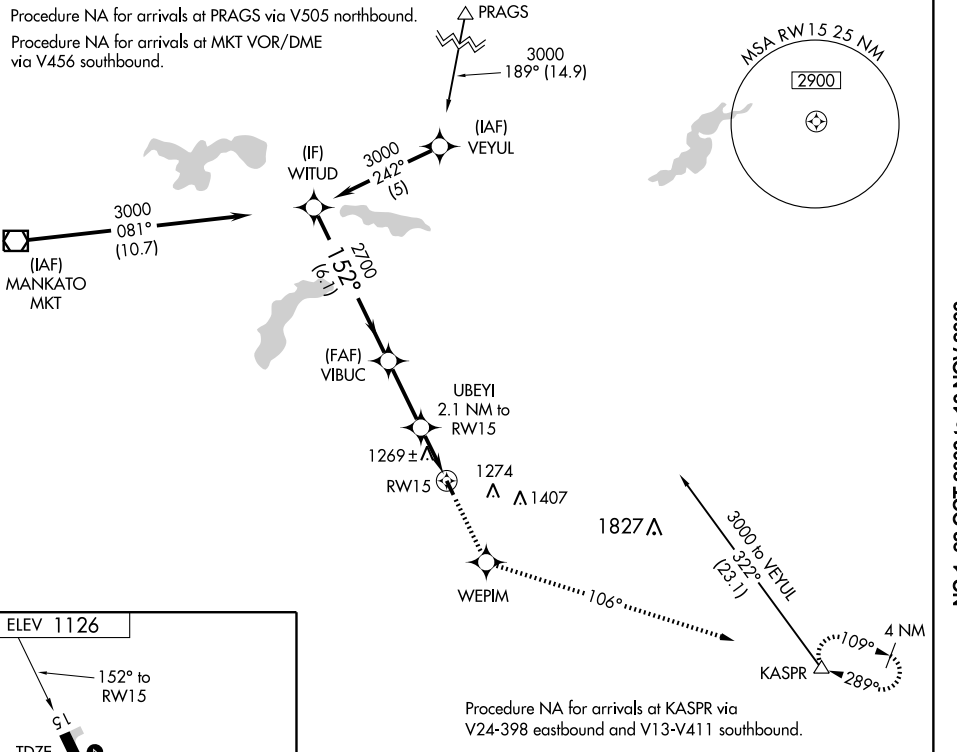 Procedure NA for arrivals at PRAGS via V505 northbound.
Procedure NA for arrivals at MKT VOR/DME
via V456 southbound.
PRAGS
3000
189° (14.9)
MSA RW15 25 NM
2900
(IAF)
VEYUL
3000
242°
(5)
(IF)
WITUD
3000
081°
(10.7)
(IAF)
MANKATO
MKT
2700
152°
(6.1)
(FAF)
VIBUC
UBEYI
2.1 NM to
RW15
1269±
RW15
1274
1407
1827
3000 to VEYUL
322°
(23.1)
WEPIM
106°
4 NM
109°
289°
KASPR
Procedure NA for arrivals at KASPR via
V24-398 eastbound and V13-V411 southbound.
ELEV 1126
152° to
RW15
15
TDZE